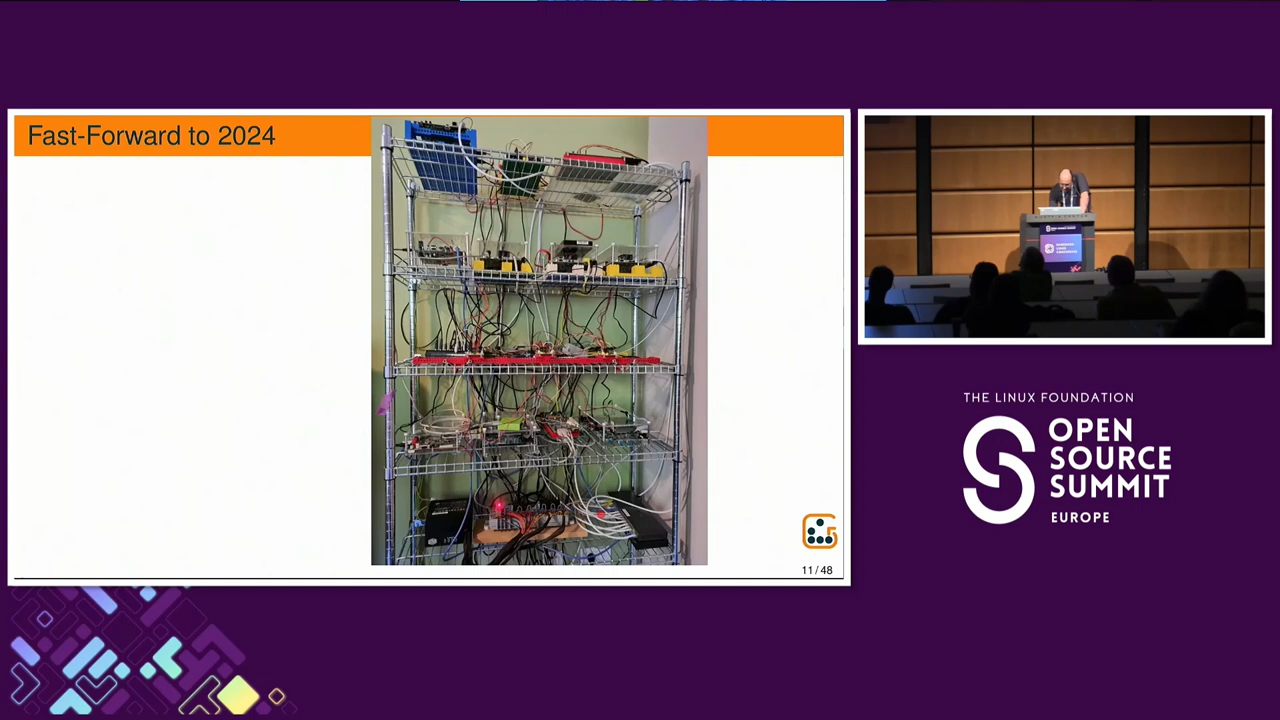 Fast-Forward to 2024
11 / 48
THE LINUX FOUNDATION
OPEN
SOURCE
SUMMIT
EUROPE